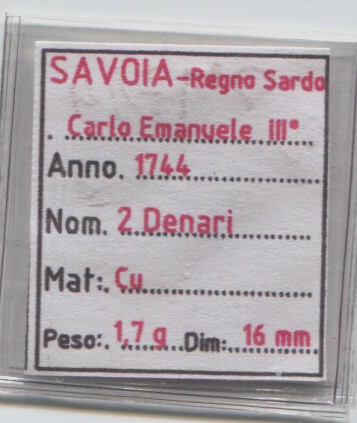 SAVOIA-Regno Sardo
. Carlo Emanuele III°
Anno. 1744
Nom. 2 Denari
Mat:. Cu
Peso:. 1,7 g Dim:. 16 mm